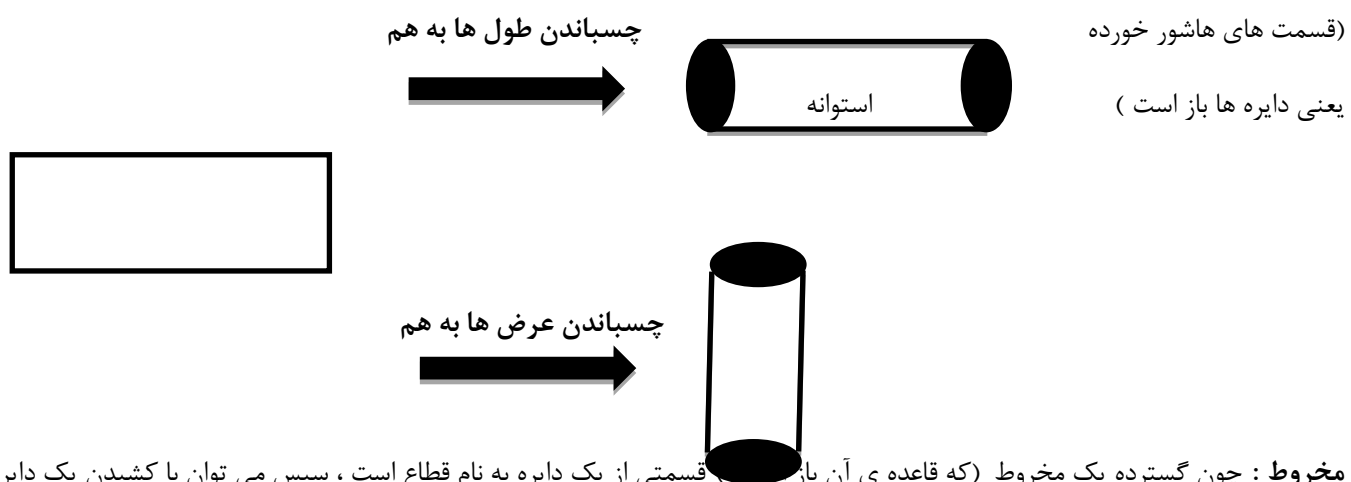 چسباندن طول ها به هم
(قسمت های هاشور خورده
استوانه
یعنی دایره ها باز است )
چسباندن عرض ها به هم
مخروط : چون گسترده یک مخروط (که قاعده ی آن باز ) قسمتی از یک دایره به نام قطاع است ، سپس می توان با کشیدن یک